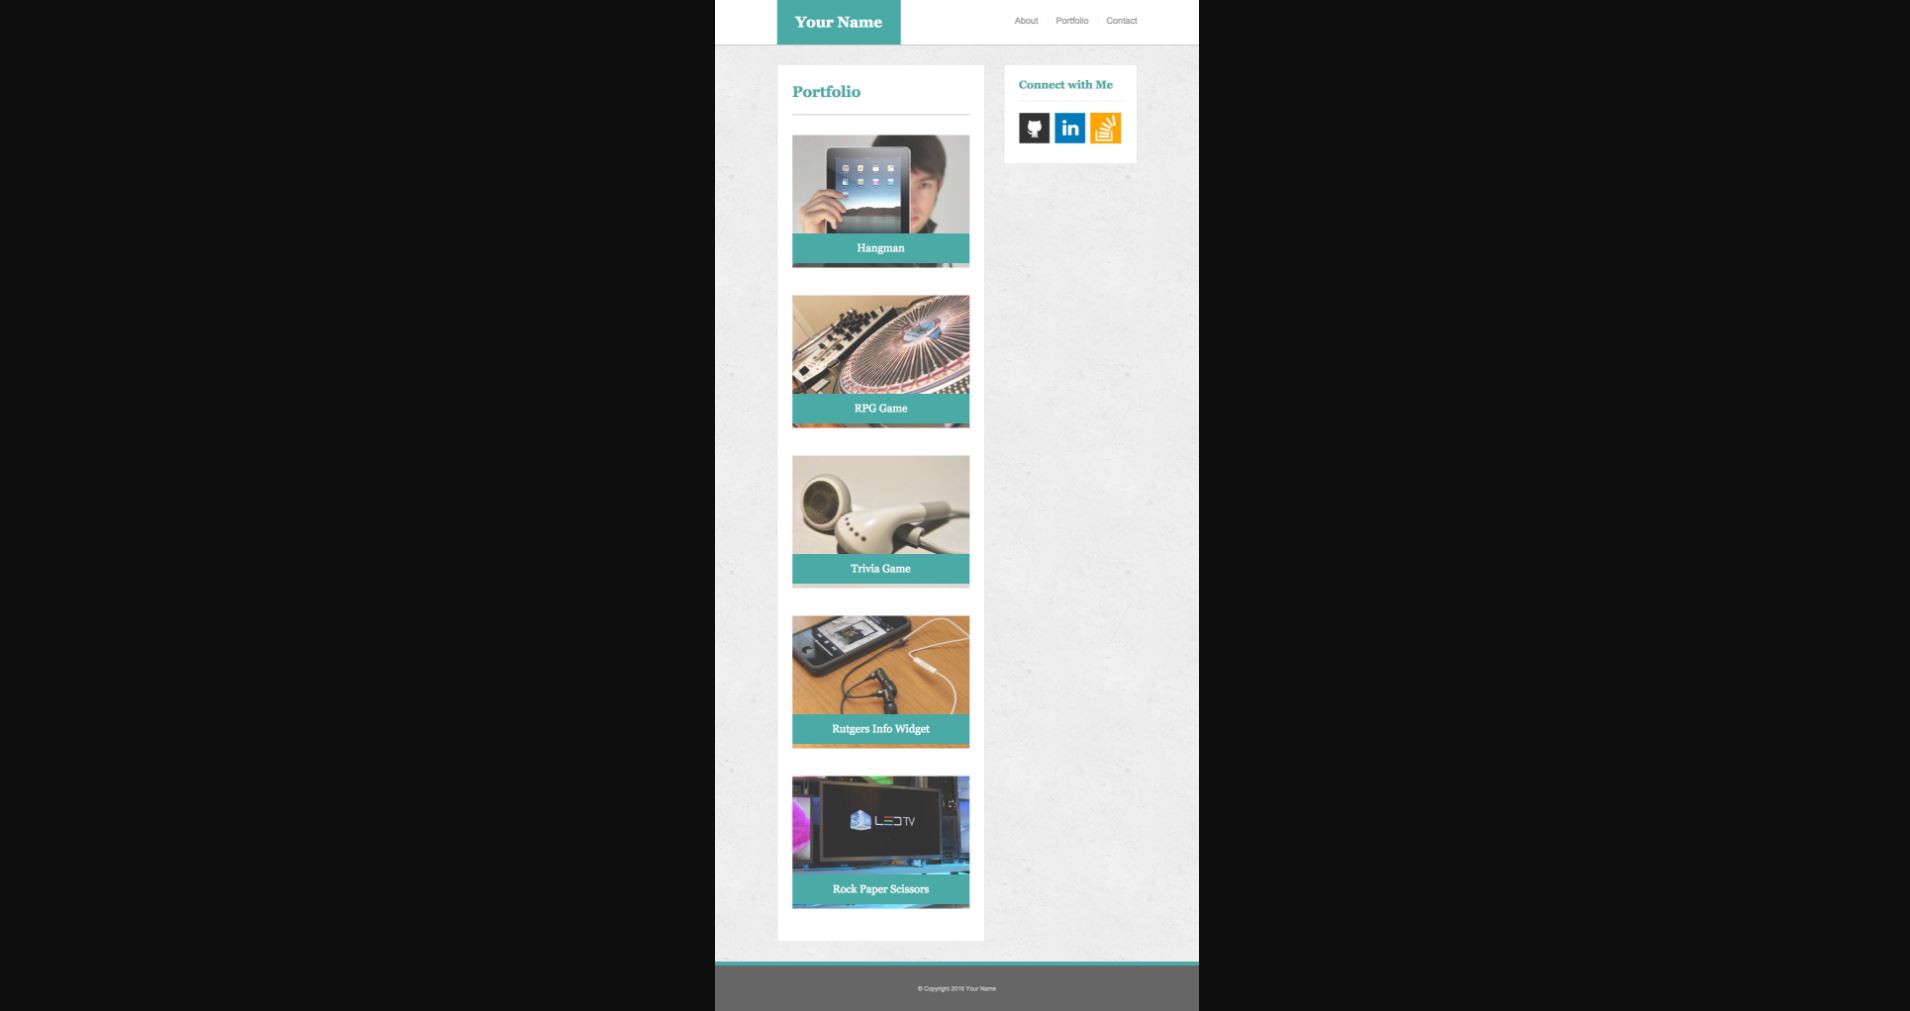 Your Name
About
Portfolio
Contact
Portfolio
Connect with Me
in
Hangman
RPG Game
Trivia Game
Rutgers Info Widget
LED TV
Rock Paper Scissors
© Copyright 2016 Your Name